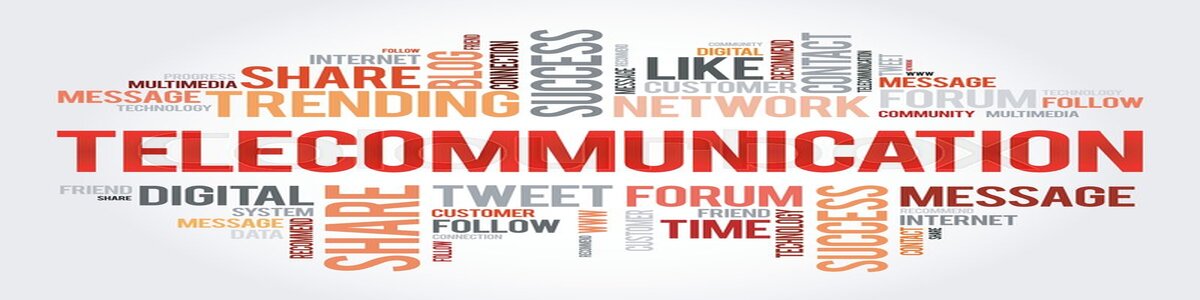 FOLLOW
INTERNET
PROGRESS
MULTIMEDIA
SHARE
BLOG
FRIEND
CONNECTION
SUCCESS
MESSAGE
TECHNOLOGY
TRENDING
COMMUNITY
DIGITAL
RECOMMEND
MESSAGE
LIKE
RECOMMEND
CONTACT
TELECOMMUNICATION
CUSTOMER
NETWORK
TWEET
WWW
MESSAGE
FORUM
TECHNOLOGY
FOLLOW
COMMUNITY
MULTIMEDIA
TELECOMMUNICATION
FRIEND
SHARE
DIGITAL
SYSTEM
MESSAGE
DATA
RECOMMEND
SHARE
TWEET
CUSTOMER
FOLLOW
CONNECTION
FOLLOW
RECOMMEND
WWW
FORUM
CUSTOMER
FRIEND
TIME
TECHNOLOGY
SUCCESS
MESSAGE
RECOMMEND
INTERNET
CONTACT
SHARE